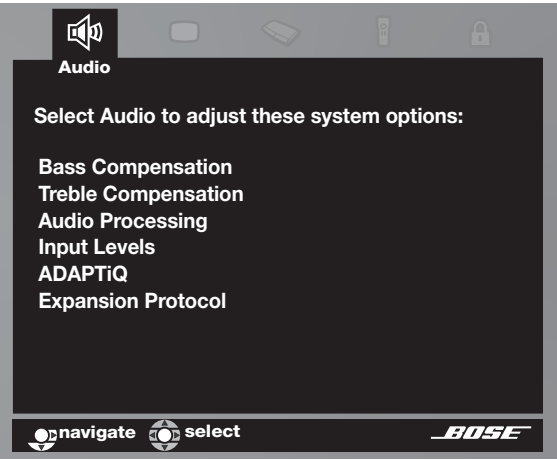 Audio
Select Audio to adjust these system options:
Bass Compensation
Treble Compensation
Audio Processing
Input Levels
ADAPTiQ
Expansion Protocol
navigate select BOSE